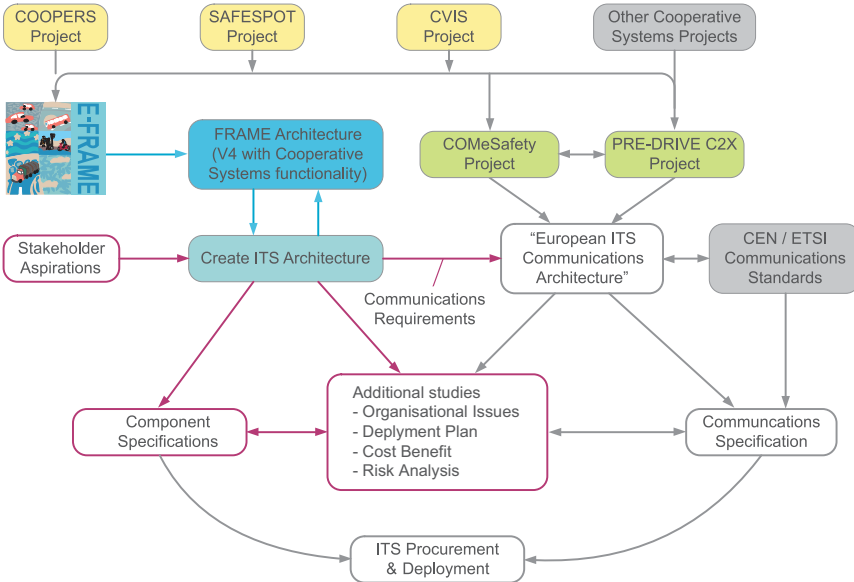 COOPERS
Project
SAFESPOT
Project
CVIS
Project
Other Cooperative
Systems Projects
E-FRAME
FRAME Architecture
(V4 with Cooperative
Systems functionality)
COMeSafety
Project
PRE-DRIVE C2X
Project
Stakeholder
Aspirations
Create ITS Architecture
“European ITS
Communications
Architecture”
CEN / ETSI
Communications
Standards
Communications
Requirements
Component
Specifications
Additional studies
- Organisational Issues
- Deplyment Plan
- Cost Benefit
- Risk Analysis
Communcations
Specification
ITS Procurement
& Deployment